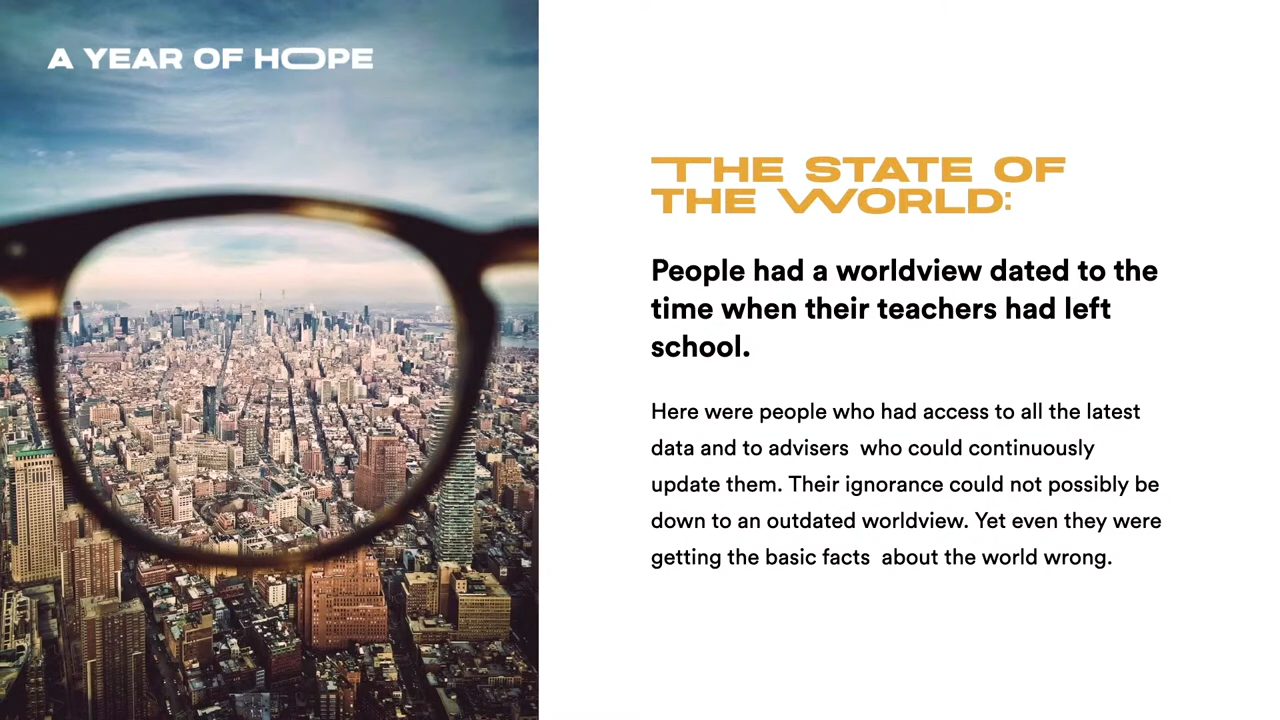 A YEAR OF HOPE
THE STATE OF
THE WORLD:
People had a worldview dated to the
time when their teachers had left
school.
Here were people who had access to all the latest
data and to advisers  who could continuously
update them. Their ignorance could not possibly be
down to an outdated worldview. Yet even they were
getting the basic facts  about the world wrong.